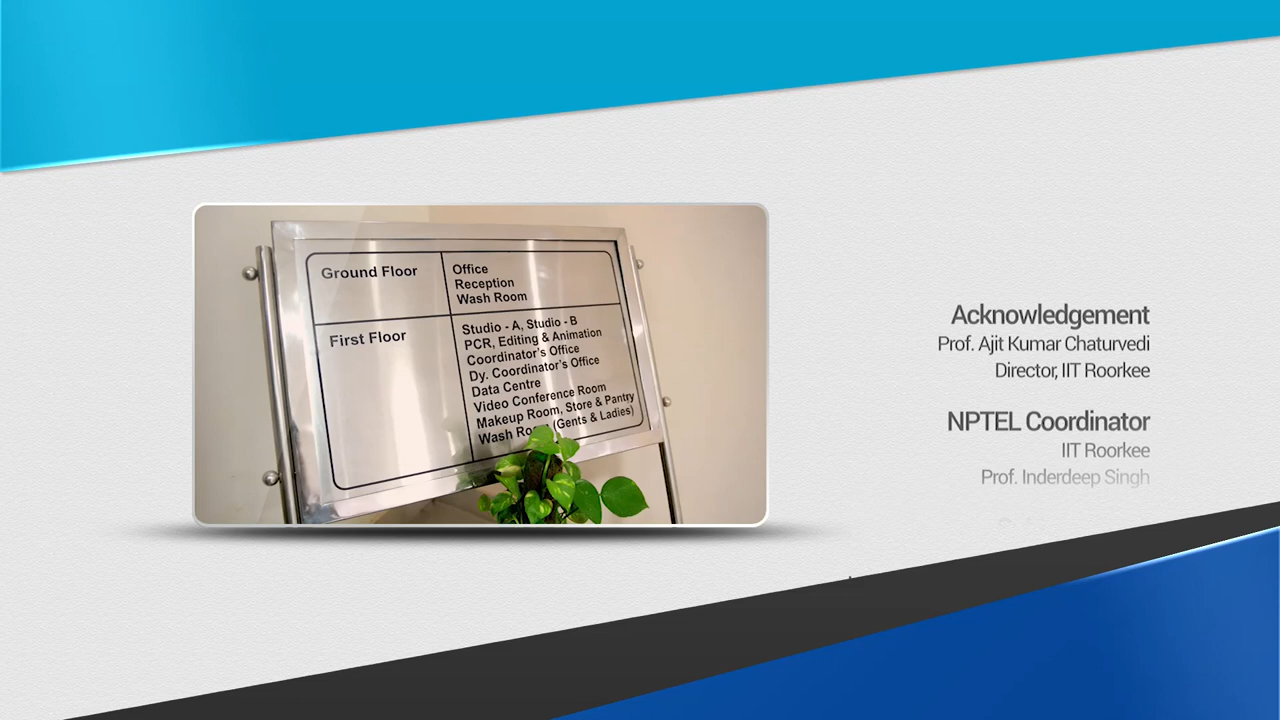 Ground Floor
Office
Reception
Wash Room
First Floor
Studio - A, Studio - B
PCR, Editing & Animation
Coordinator's Office
Dy. Coordinator's Office
Data Centre
Video Conference Room
Makeup Room, Store & Pantry
Wash Room (Gents & Ladies)
Acknowledgement
Prof. Ajit Kumar Chaturvedi
Director, IIT Roorkee
NPTEL Coordinator
IIT Roorkee
Prof. Inderdeep Singh